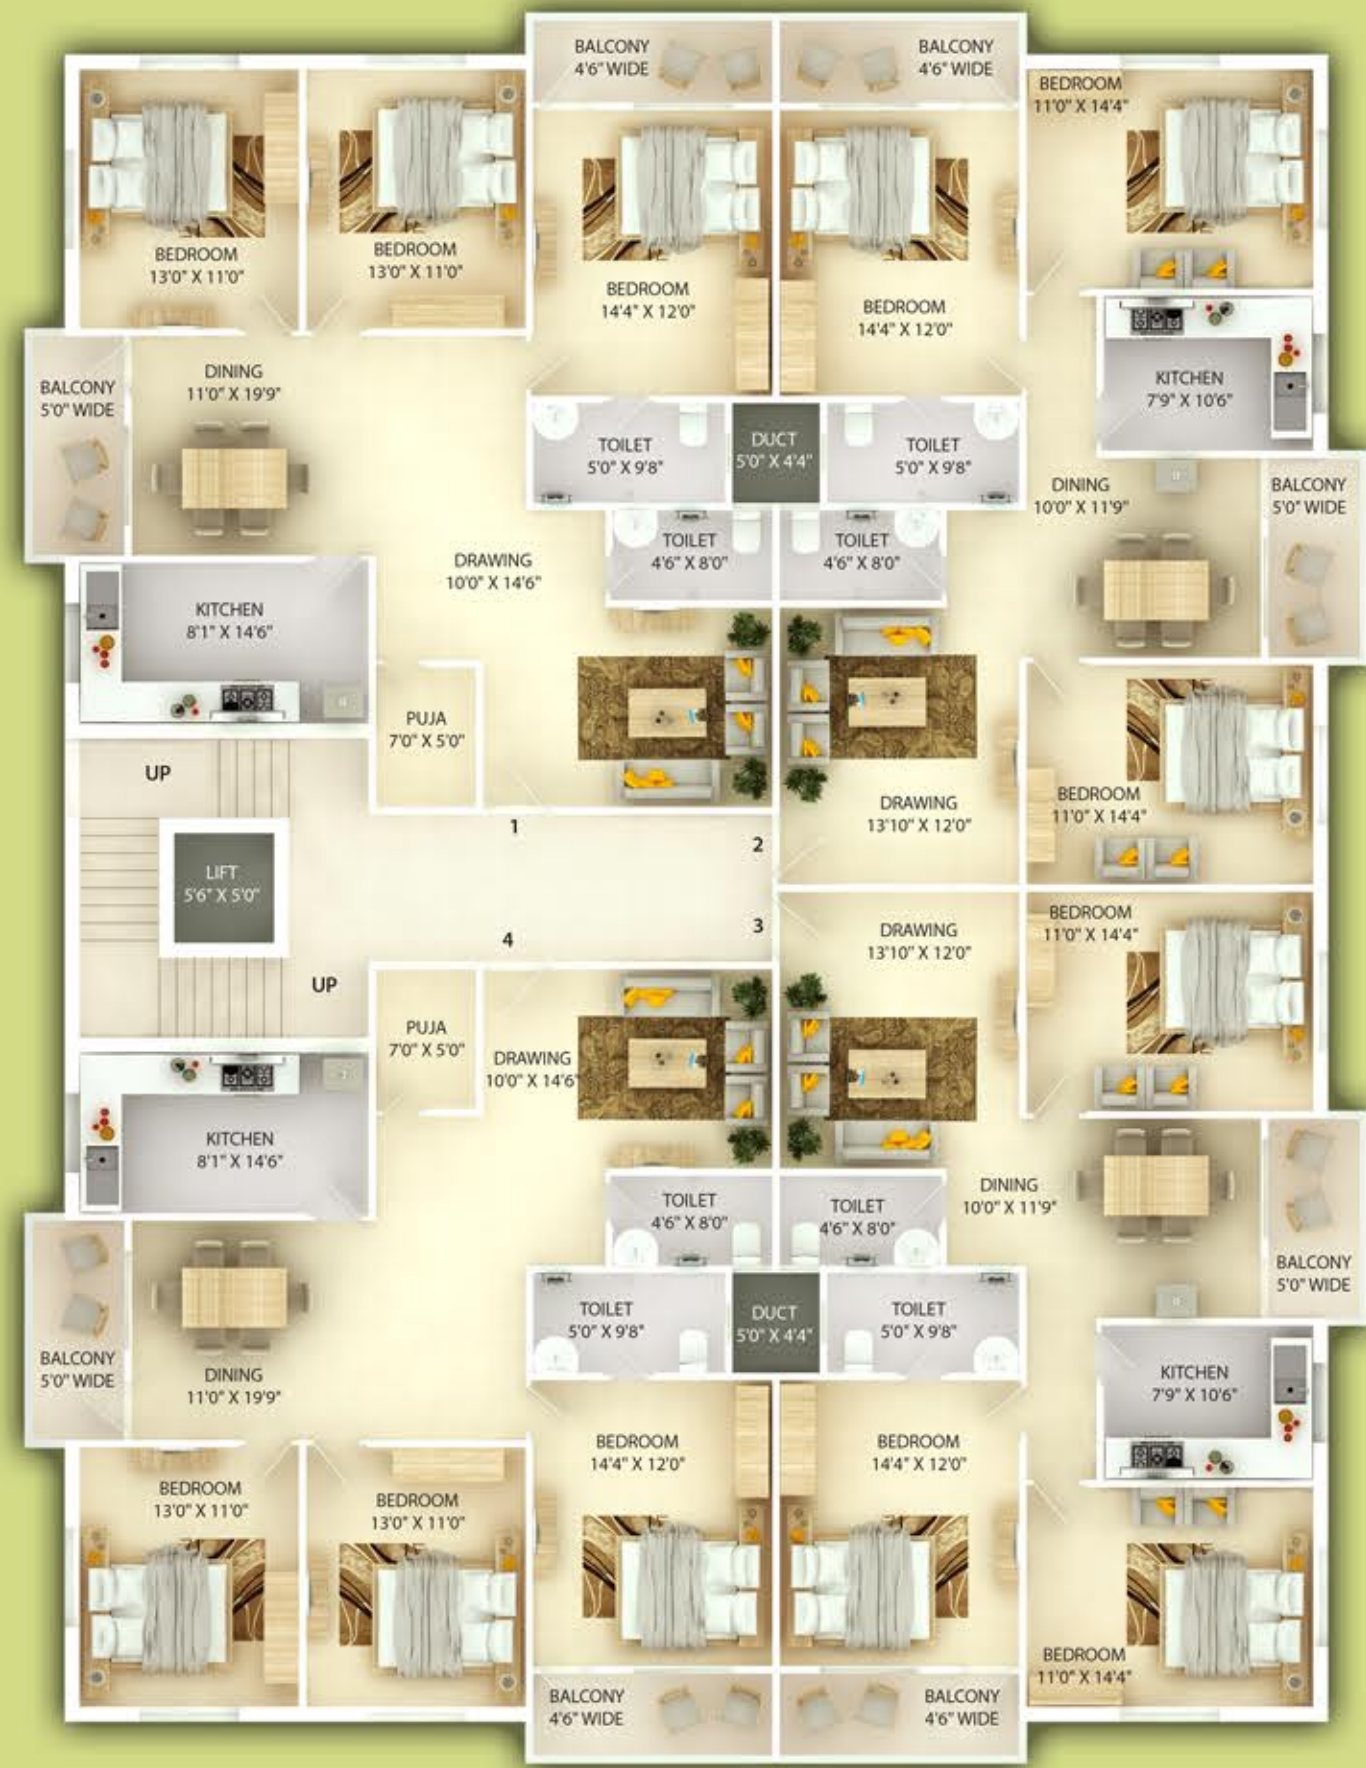 BALCONY
4'6" WIDE
BALCONY
4'6" WIDE
BEDROOM
11'0" X 14'4"
BEDROOM
13'0" X 11'0"
BEDROOM
13'0" X 11'0"
BEDROOM
14'4" X 12'0"
BEDROOM
14'4" X 12'0"
BALCONY
5'0" WIDE
DINING
11'0" X 19'9"
KITCHEN
7'9" X 10'6"
TOILET
5'0" X 9'8"
DUCT
5'0" X 4'4"
TOILET
5'0" X 9'8"
DINING
10'0" X 11'9"
BALCONY
5'0" WIDE
DRAWING
10'0" X 14'6"
TOILET
4'6" X 8'0"
TOILET
4'6" X 8'0"
KITCHEN
8'1" X 14'6"
PUJA
7'0" X 5'0"
UP
DRAWING
13'10" X 12'0"
BEDROOM
11'0" X 14'4"
1
2
LIFT
5'6" X 5'0"
4
3
DRAWING
13'10" X 12'0"
BEDROOM
11'0" X 14'4"
UP
PUJA
7'0" X 5'0"
DRAWING
10'0" X 14'6"
KITCHEN
8'1" X 14'6"
TOILET
4'6" X 8'0"
TOILET
4'6" X 8'0"
DINING
10'0" X 11'9"
BALCONY
5'0" WIDE
TOILET
5'0" X 9'8"
DUCT
5'0" X 4'4"
TOILET
5'0" X 9'8"
BALCONY
5'0" WIDE
DINING
11'0" X 19'9"
KITCHEN
7'9" X 10'6"
BEDROOM
13'0" X 11'0"
BEDROOM
13'0" X 11'0"
BEDROOM
14'4" X 12'0"
BEDROOM
14'4" X 12'0"
BEDROOM
11'0" X 14'4"
BALCONY
4'6" WIDE
BALCONY
4'6" WIDE